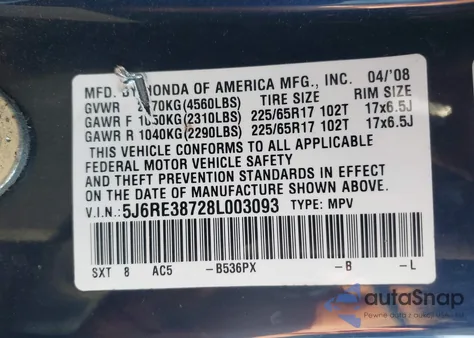 MFD. BY HONDA OF AMERICA MFG., INC. 04/'08
GVWR 2070KG(4560LBS) TIRE SIZE RIM SIZE
GAWR F 1050KG(2310LBS) 225/65R17 102T 17x6.5J
GAWR R 1040KG(2290LBS) 225/65R17 102T 17x6.5J
THIS VEHICLE CONFORMS TO ALL APPLICABLE
FEDERAL MOTOR VEHICLE SAFETY
AND THEFT PREVENTION STANDARDS IN EFFECT
ON THE DATE OF MANUFACTURE SHOWN ABOVE.
V.I.N.: 5J6RE38728L003093 TYPE: MPV
SXT 8 AC5 -B536PX -B -L
autoSnap
Pewne auta z aukcji